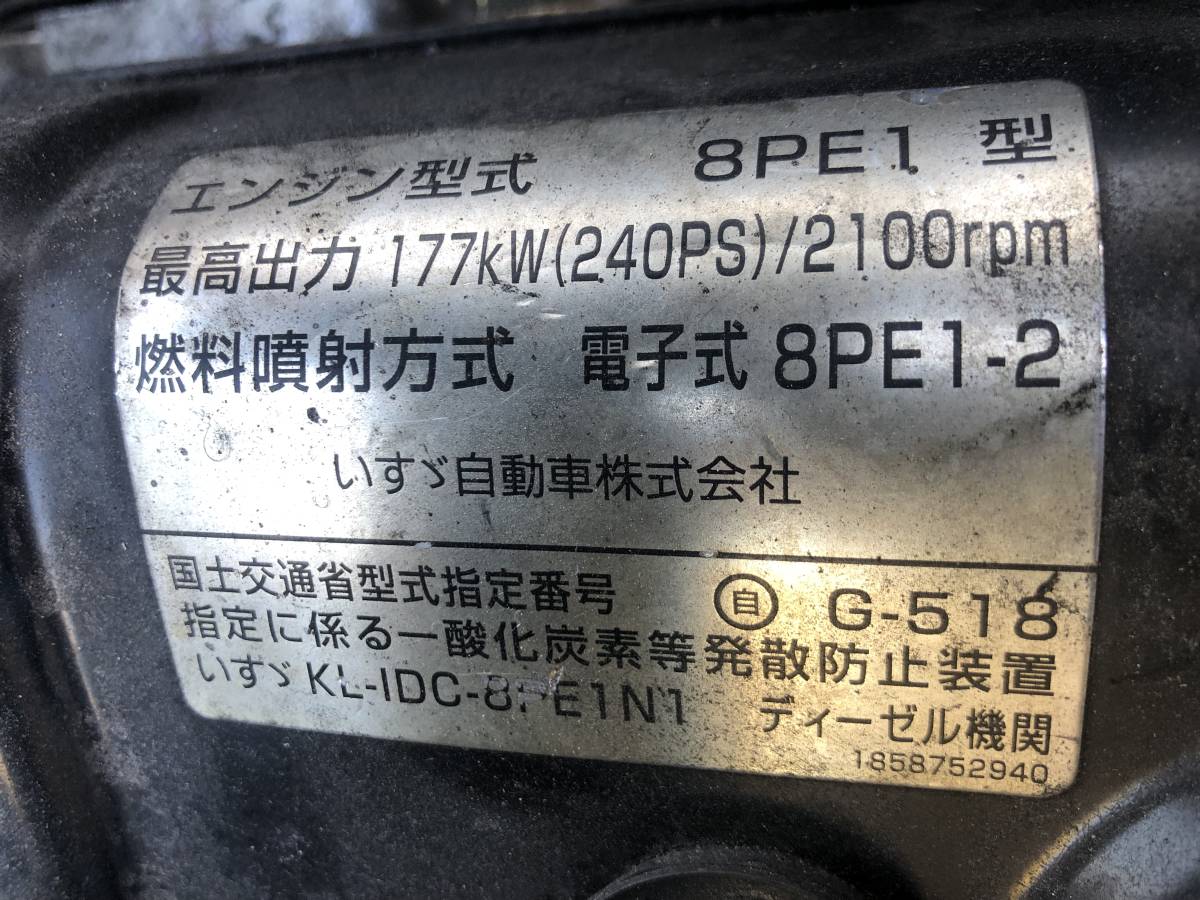 エンジン型式 8PE1 型
最高出力 177kW(240PS)/2100rpm
燃料噴射方式 電子式 8PE1-2
いすゞ自動車株式会社
国土交通省型式指定番号 ㊀自 G-518
指定に係る一酸化炭素等発散防止装置
いすゞ KL-IDC-8PE1N1 ディーゼル機関
1858752940